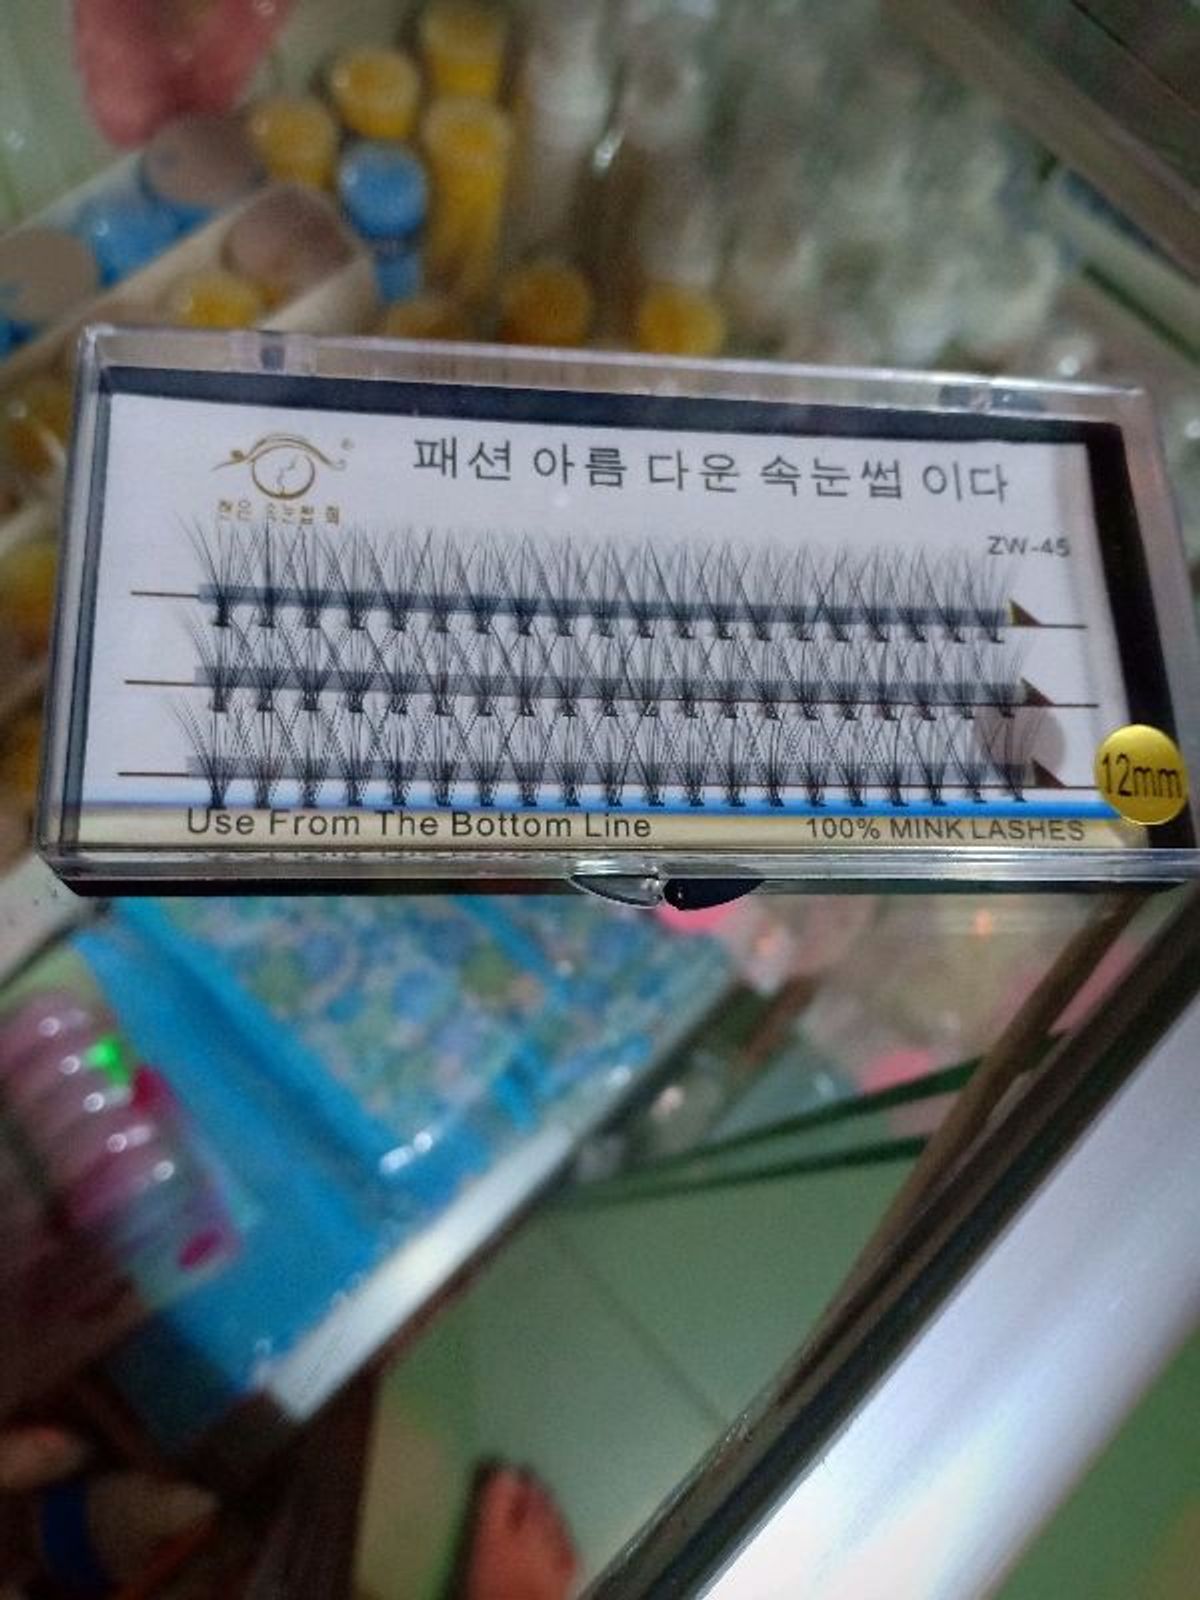 패션 아름 다운 속눈썹 이다
ZW-45
Use From The Bottom Line
100% MINK LASHES
12mm